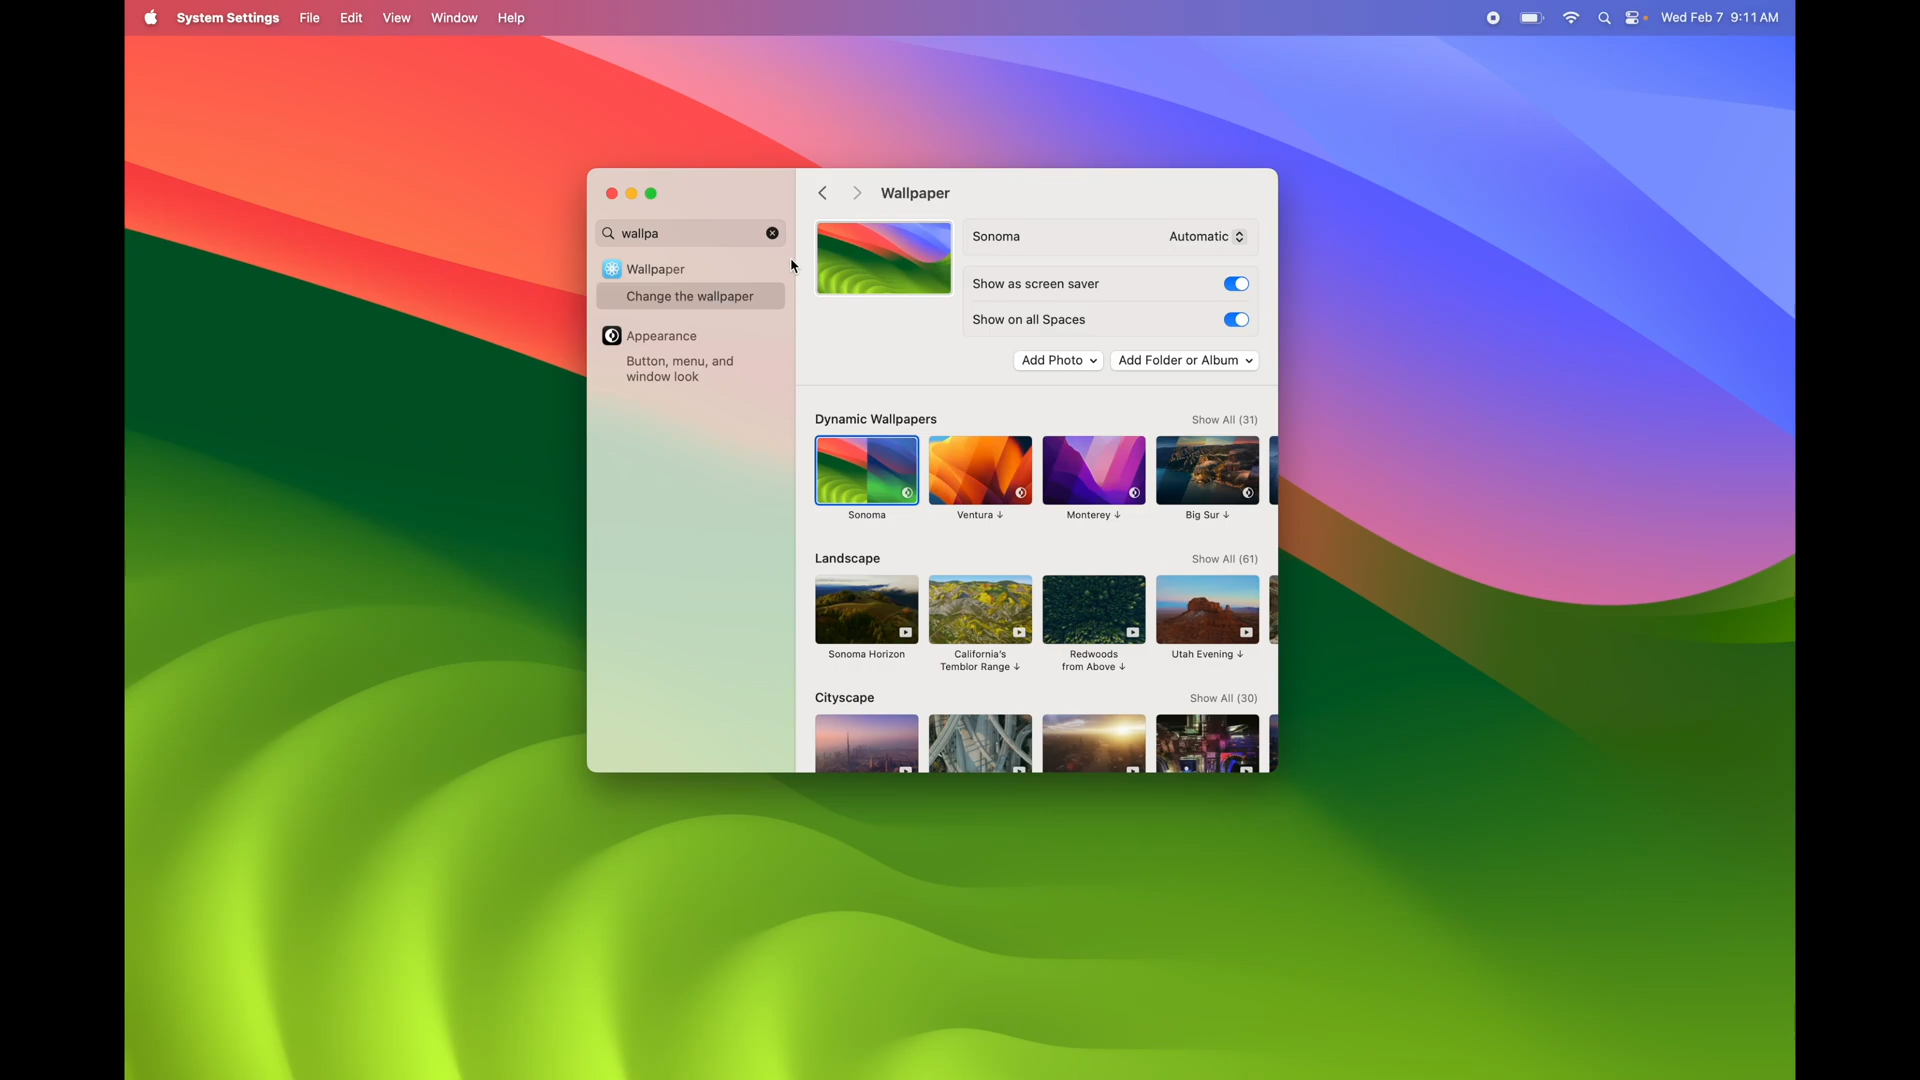 System Settings File Edit View Window Help
Wed Feb 7 9:11 AM
Wallpaper
wallpa
Wallpaper
Change the wallpaper
Appearance
Button, menu, and
window look
Sonoma Automatic
Show as screen saver
Show on all Spaces
Add Photo Add Folder or Album
Dynamic Wallpapers Show All (31)
Sonoma Ventura ↓ Monterey ↓ Big Sur ↓
Landscape Show All (61)
Sonoma Horizon California's Redwoods Utah Evening ↓
Temblor Range ↓ from Above ↓
Cityscape Show All (30)